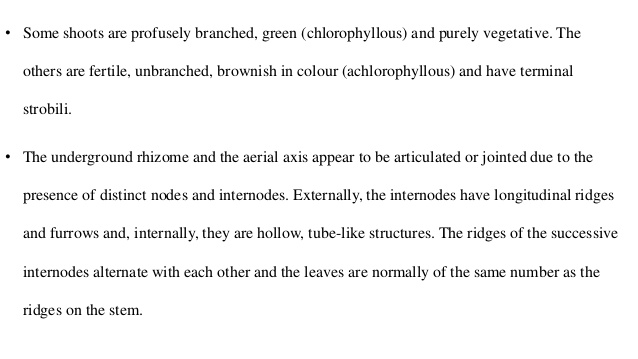 • Some shoots are profusely branched, green (chlorophyllous) and purely vegetative. The
others are fertile, unbranched, brownish in colour (achlorophyllous) and have terminal
strobili.
• The underground rhizome and the aerial axis appear to be articulated or jointed due to the
presence of distinct nodes and internodes. Externally, the internodes have longitudinal ridges
and furrows and, internally, they are hollow, tube-like structures. The ridges of the successive
internodes alternate with each other and the leaves are normally of the same number as the
ridges on the stem.